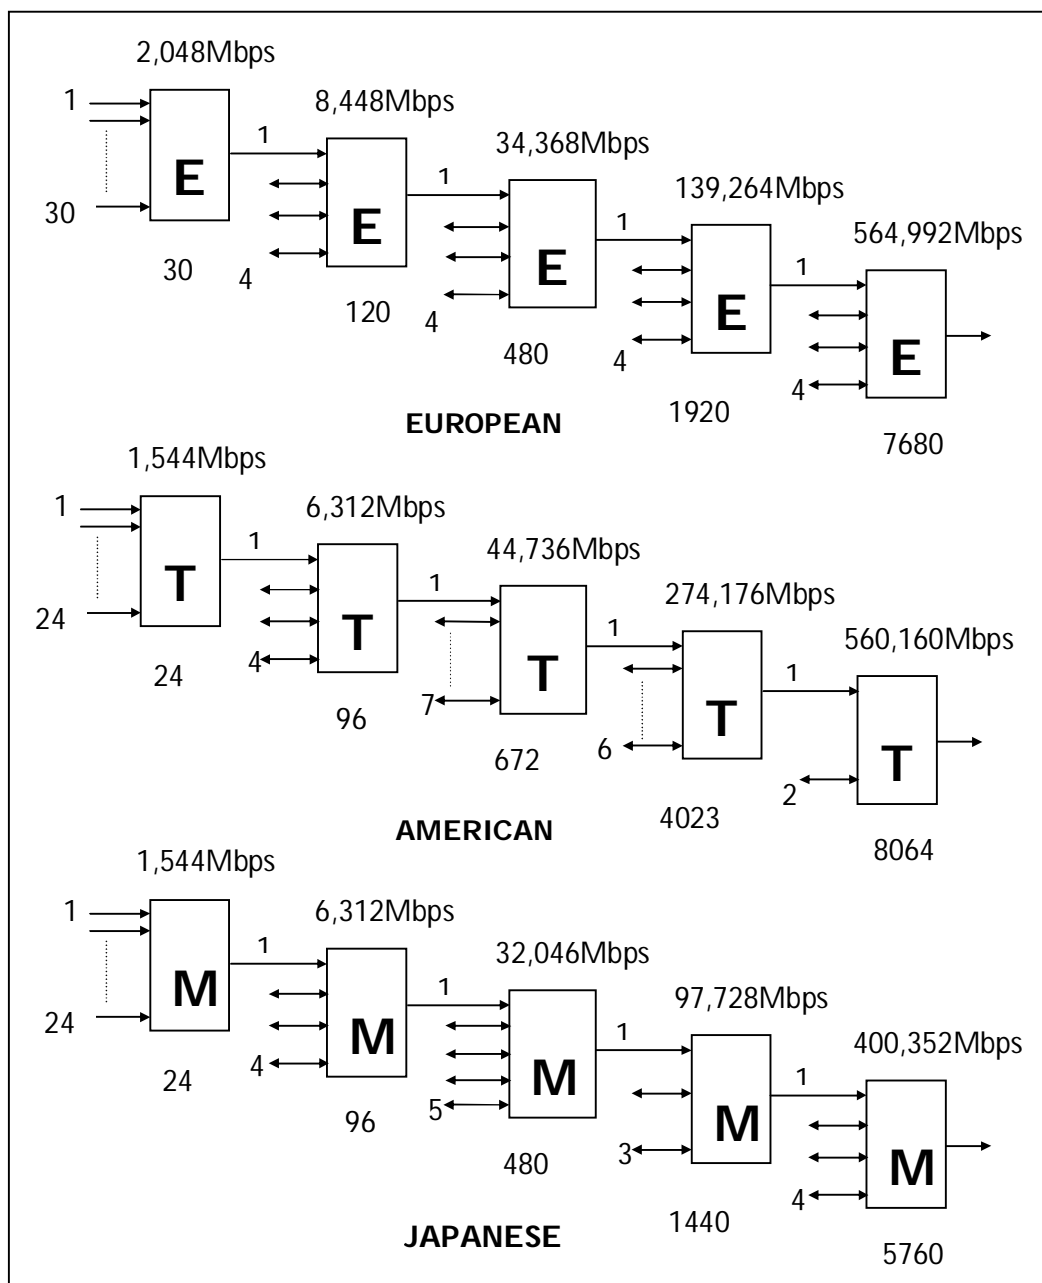 2,048Mbps
8,448Mbps
34,368Mbps
139,264Mbps
564,992Mbps
1
30
E
30
1
4
E
120
1
4
E
480
1
4
E
1920
1
4
E
7680
EUROPEAN
1,544Mbps
6,312Mbps
44,736Mbps
274,176Mbps
560,160Mbps
1
24
T
24
1
4
T
96
1
7
T
672
1
6
T
4023
1
2
T
8064
AMERICAN
1,544Mbps
6,312Mbps
32,046Mbps
97,728Mbps
400,352Mbps
1
24
M
24
1
4
M
96
1
5
M
480
1
3
M
1440
1
4
M
5760
JAPANESE